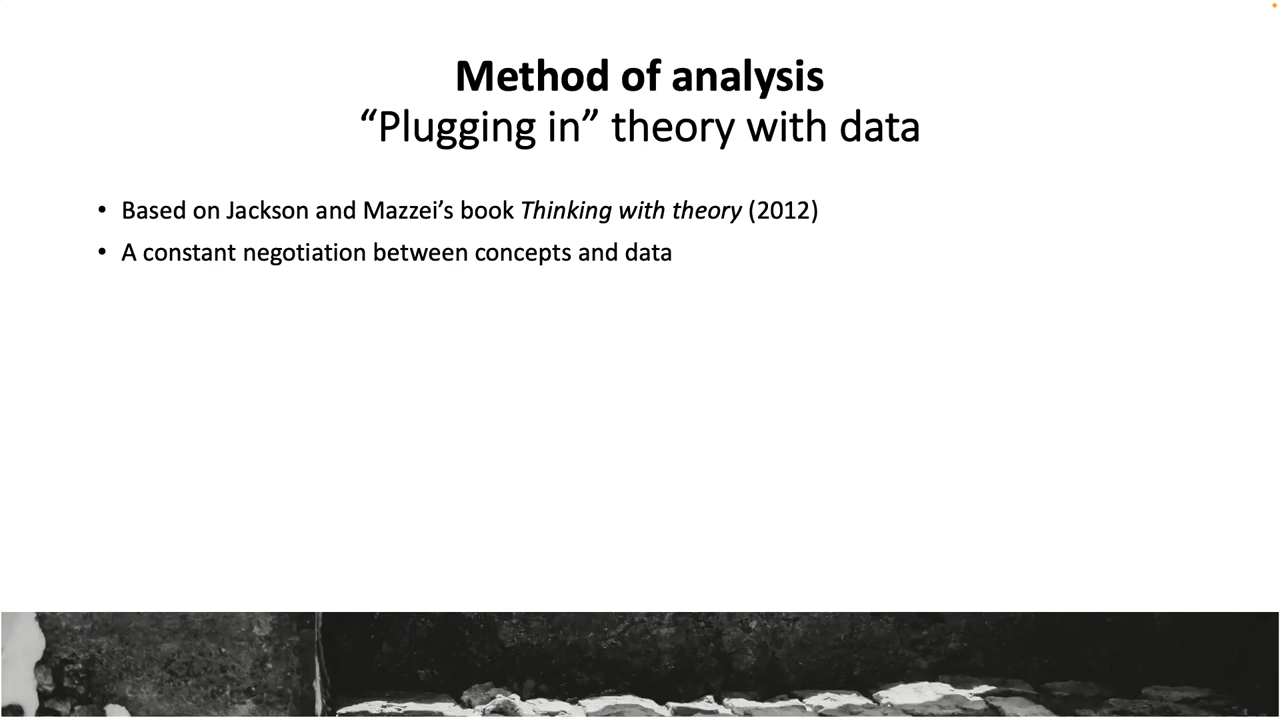 Method of analysis
“Plugging in” theory with data
• Based on Jackson and Mazzei’s book Thinking with theory (2012)
• A constant negotiation between concepts and data